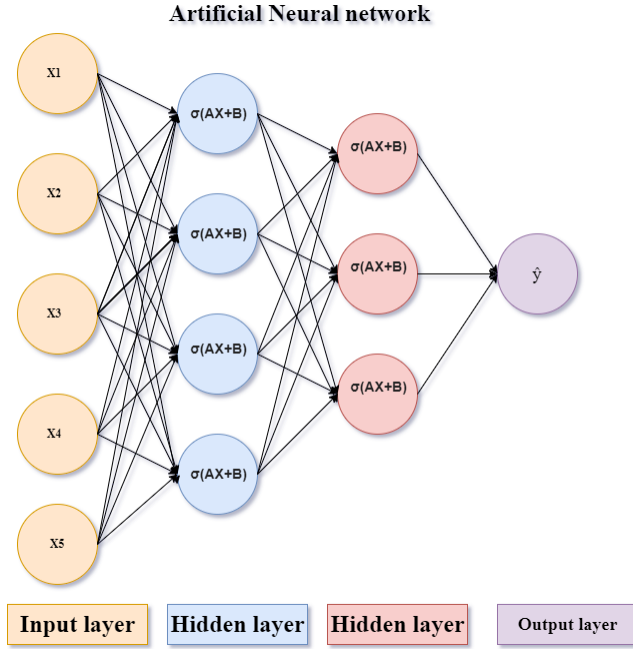 Artificial Neural network
X1
X2
X3
X4
X5
σ(AX+B)
σ(AX+B)
σ(AX+B)
σ(AX+B)
σ(AX+B)
σ(AX+B)
σ(AX+B)
ŷ
Input layer
Hidden layer
Hidden layer
Output layer